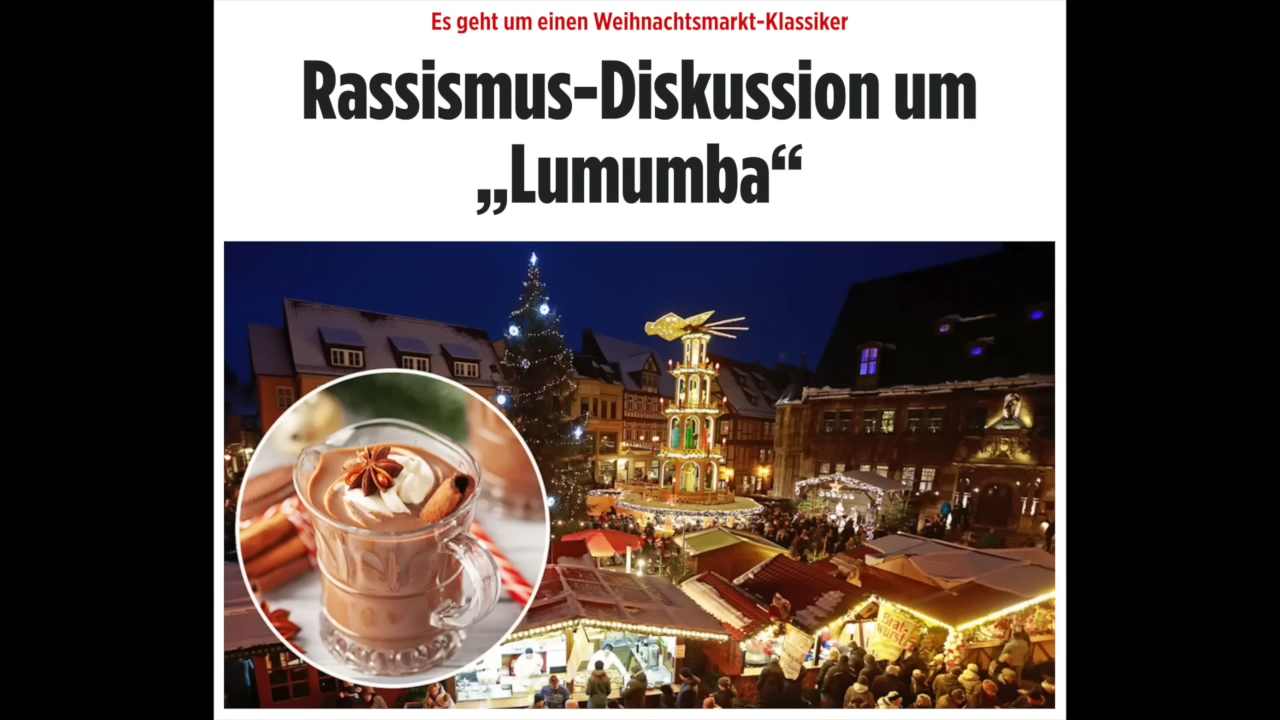 Es geht um einen Weihnachtsmarkt-Klassiker
Rassismus-Diskussion um
„Lumumba“